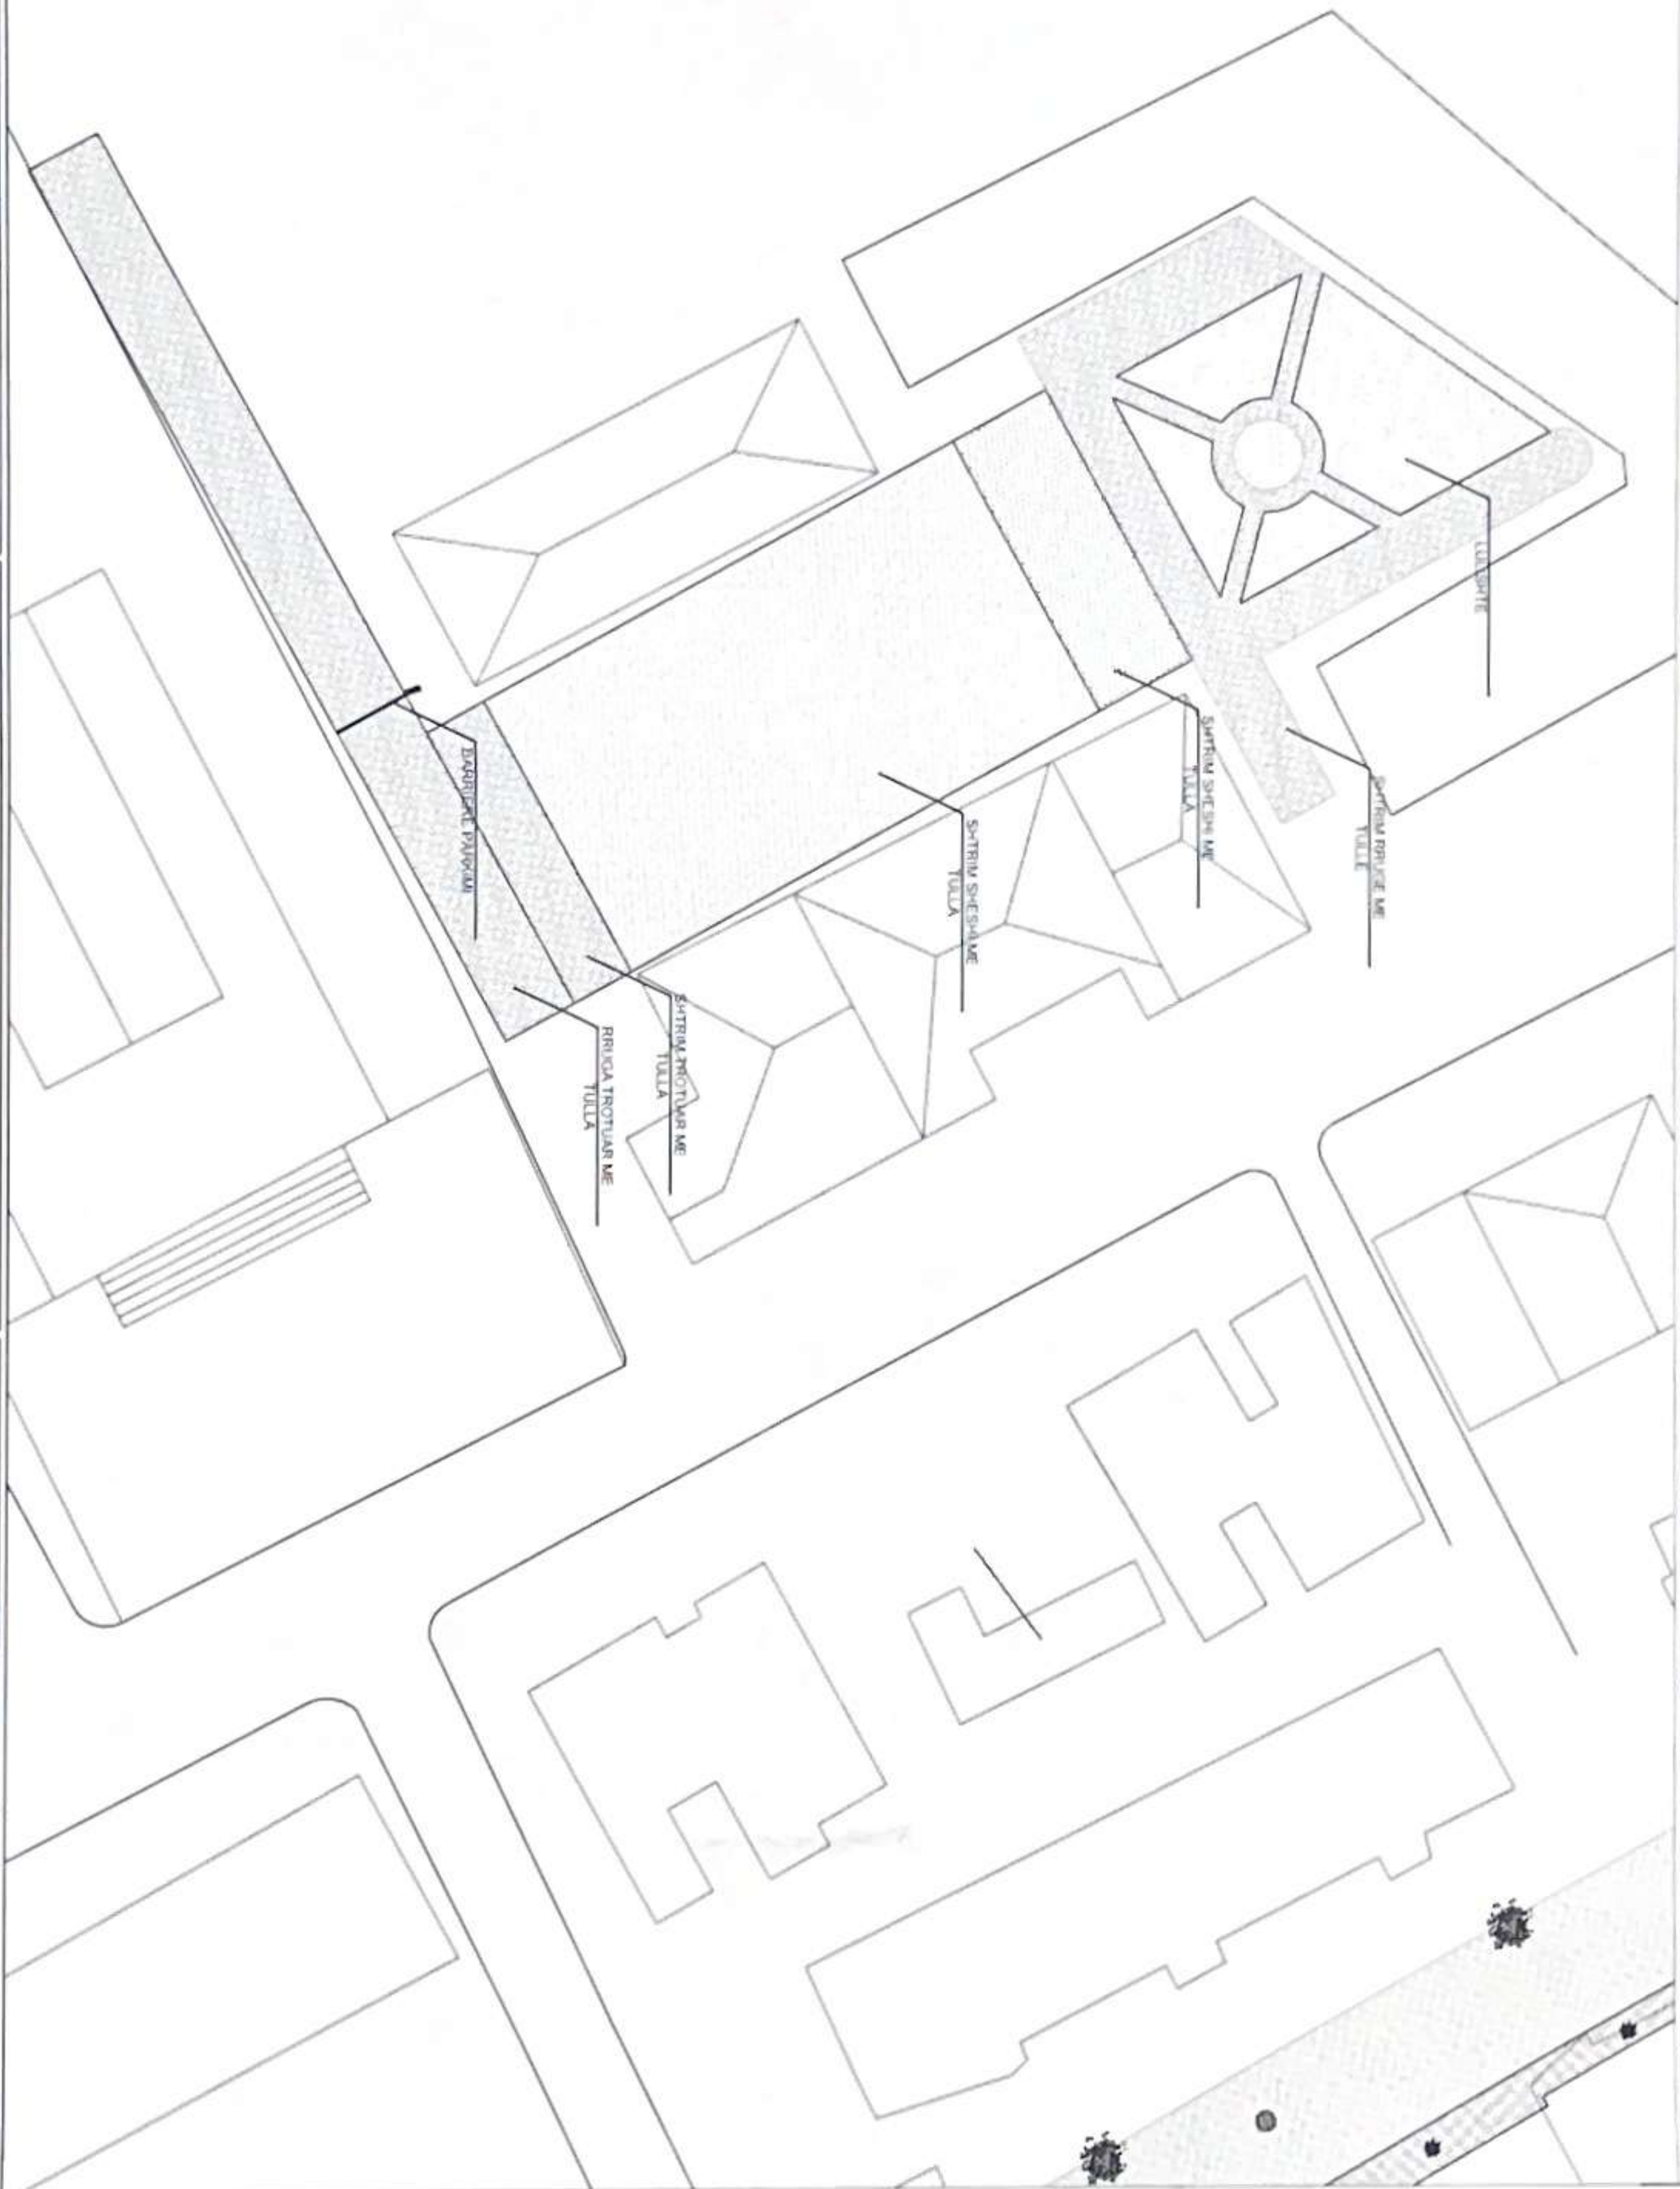 LULISHTE
SHTRIM RRUGE ME
TULLE
SHTRIM SHESHI ME
TULLA
SHTRIM SHESHI ME
TULLA
SHTRIM TROTUAR ME
TULLA
RRUGA TROTUAR ME
TULLA
BARRIERE PARKIMI